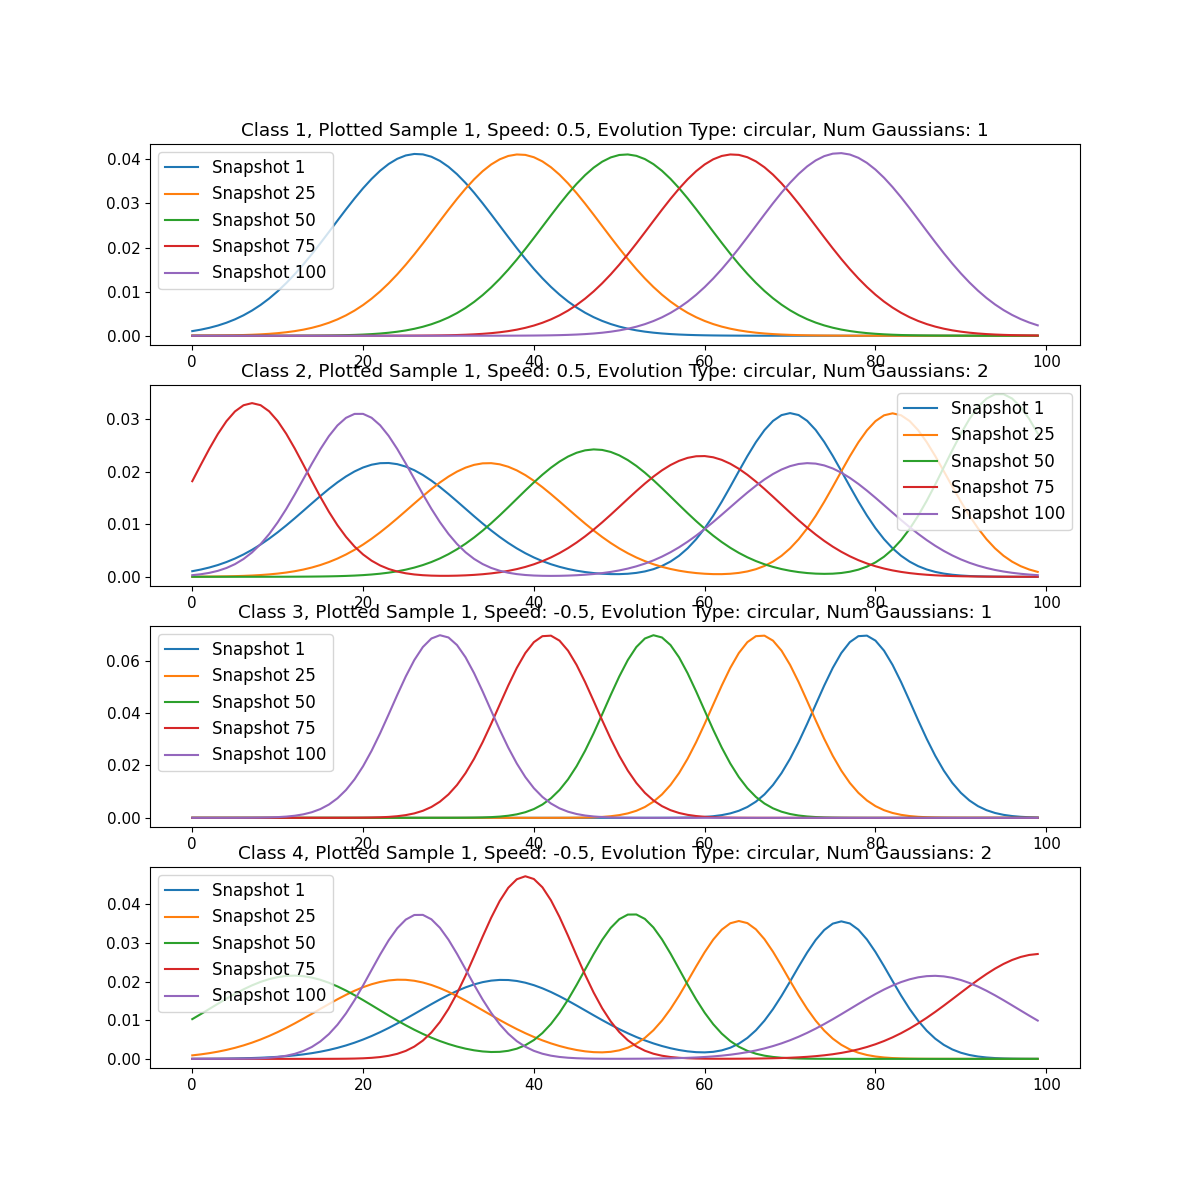 Class 1, Plotted Sample 1, Speed: 0.5, Evolution Type: circular, Num Gaussians: 1
0.04
0.03
0.02
0.01
0.00
Snapshot 1
Snapshot 25
Snapshot 50
Snapshot 75
Snapshot 100
0 20 40 60 80 100
Class 2, Plotted Sample 1, Speed: 0.5, Evolution Type: circular, Num Gaussians: 2
0.03
0.02
0.01
0.00
Snapshot 1
Snapshot 25
Snapshot 50
Snapshot 75
Snapshot 100
0 20 40 60 80 100
Class 3, Plotted Sample 1, Speed: -0.5, Evolution Type: circular, Num Gaussians: 1
0.06
0.04
0.02
0.00
Snapshot 1
Snapshot 25
Snapshot 50
Snapshot 75
Snapshot 100
0 20 40 60 80 100
Class 4, Plotted Sample 1, Speed: -0.5, Evolution Type: circular, Num Gaussians: 2
0.04
0.03
0.02
0.01
0.00
Snapshot 1
Snapshot 25
Snapshot 50
Snapshot 75
Snapshot 100
0 20 40 60 80 100